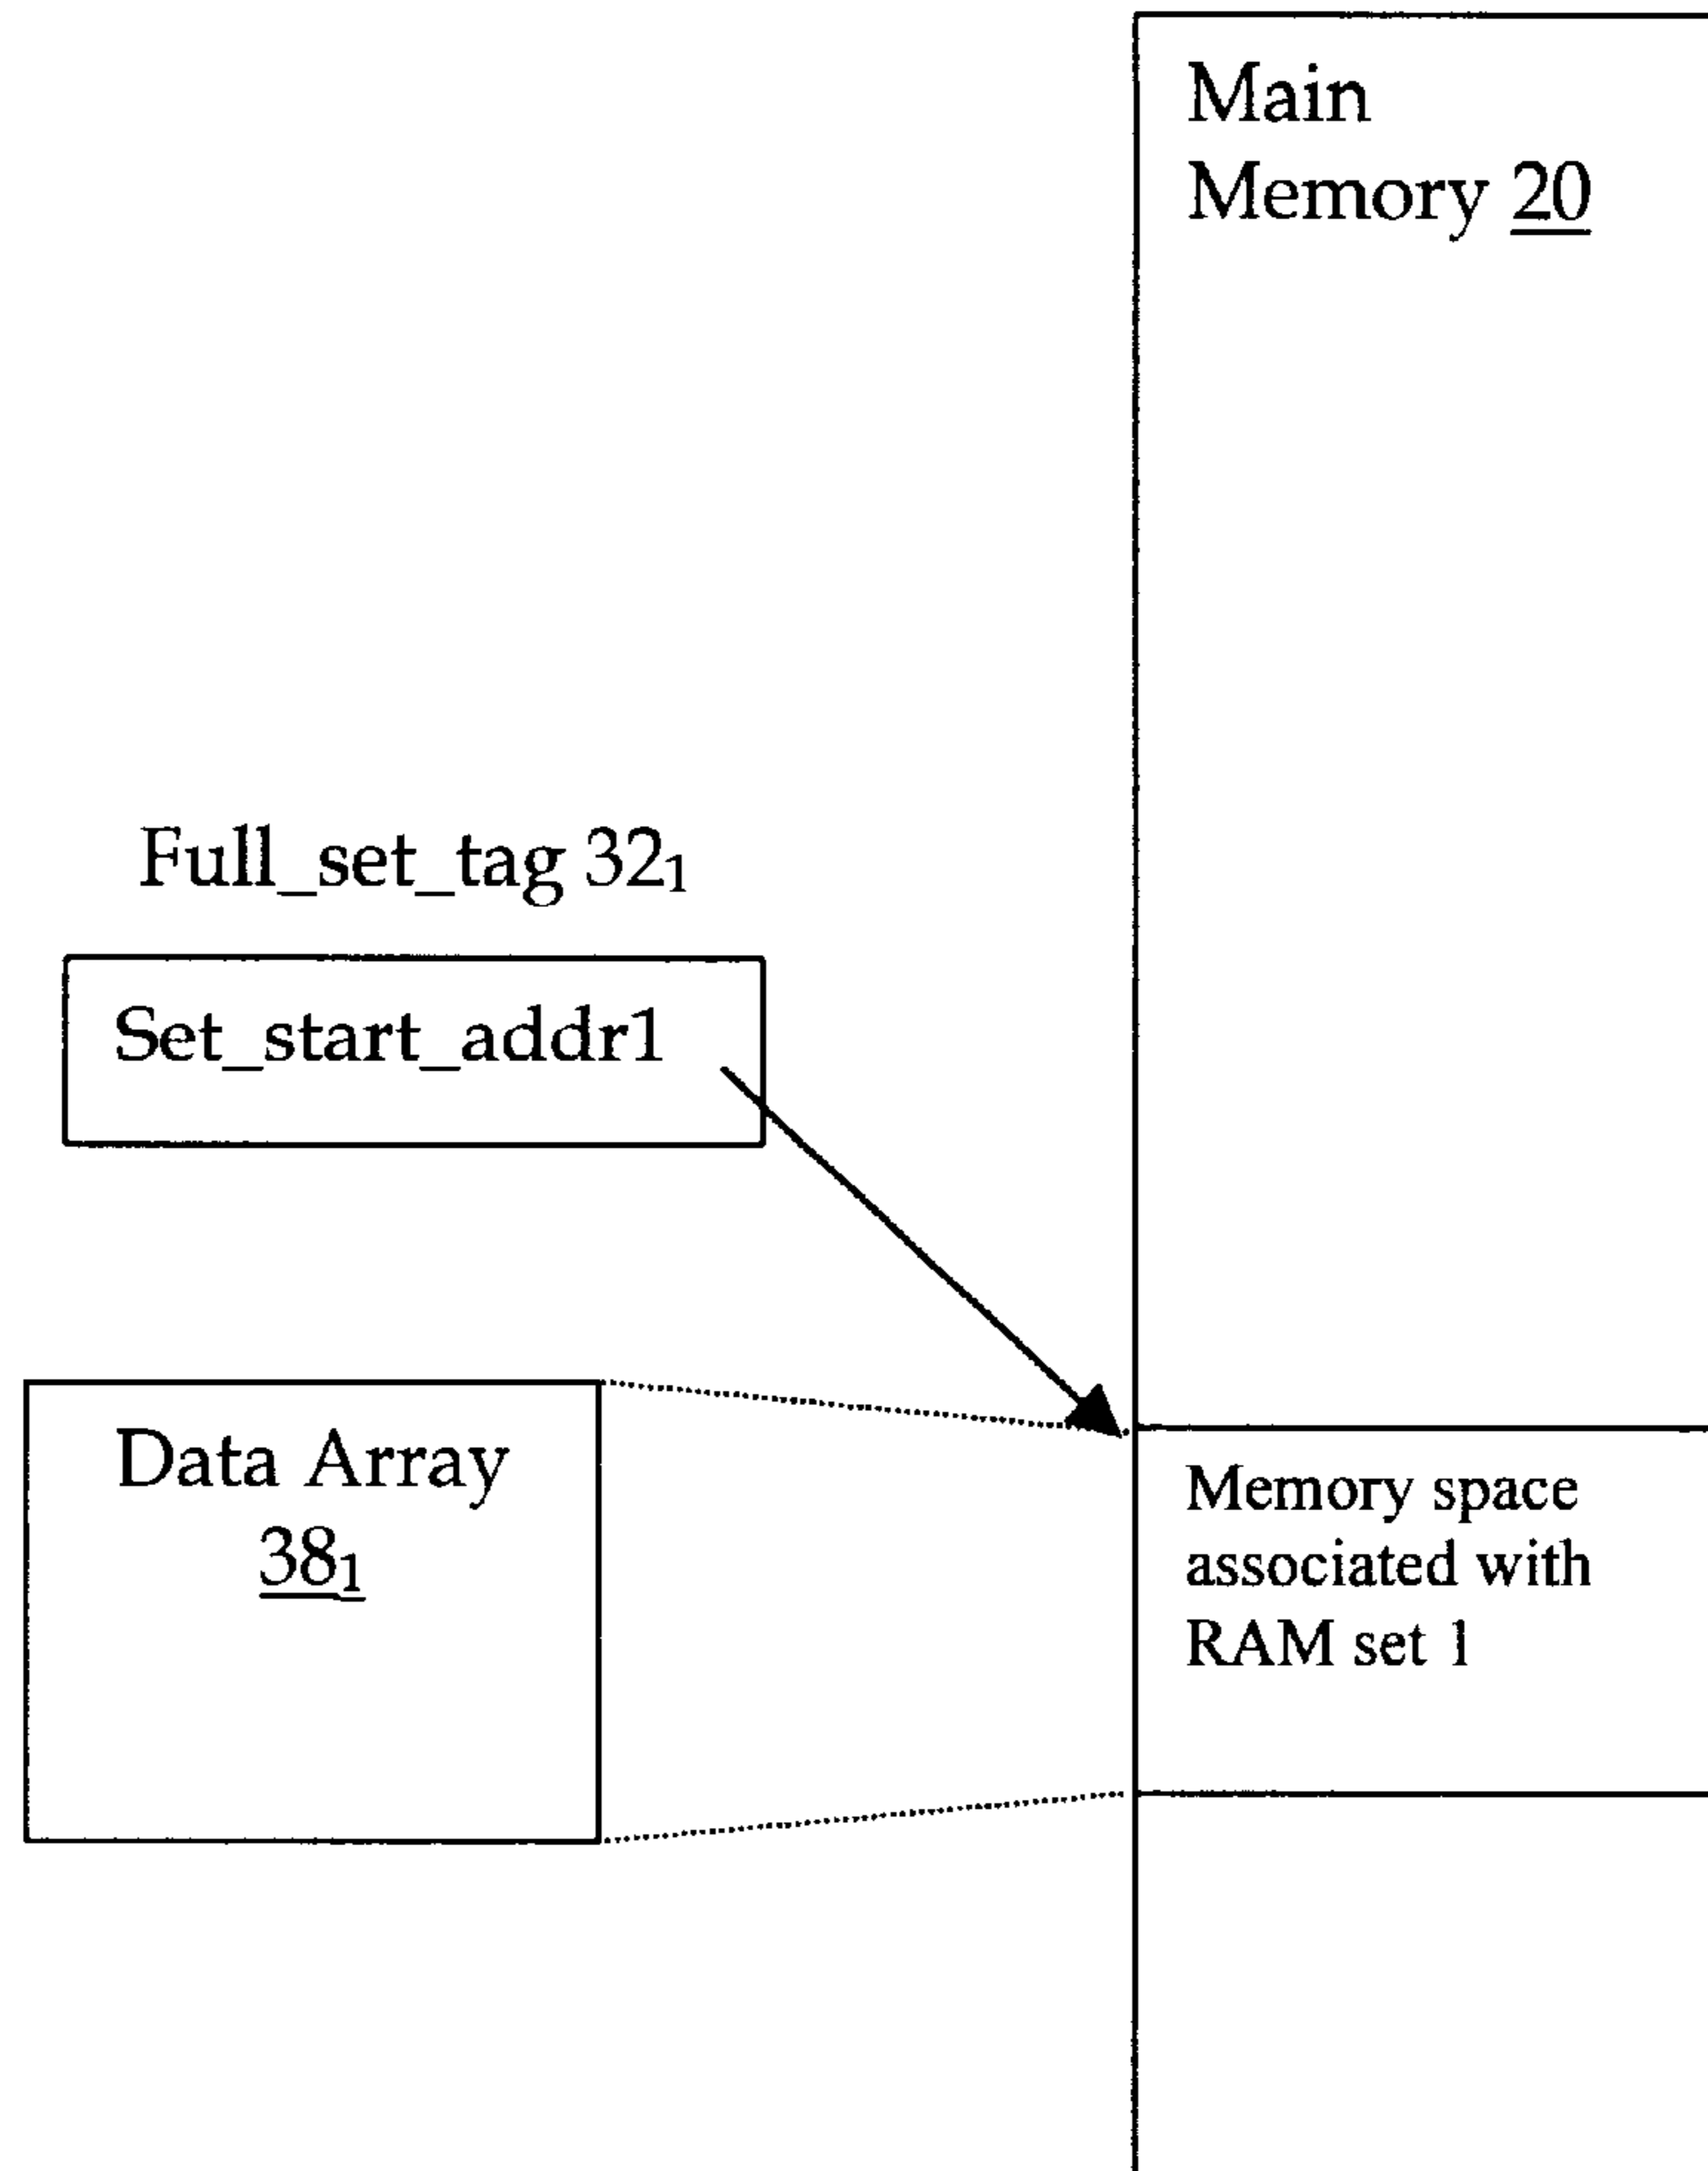 Main
Memory 20
Full_set_tag 32₁
Set_start_addr1
Data Array
38₁
Memory space
associated with
RAM set 1